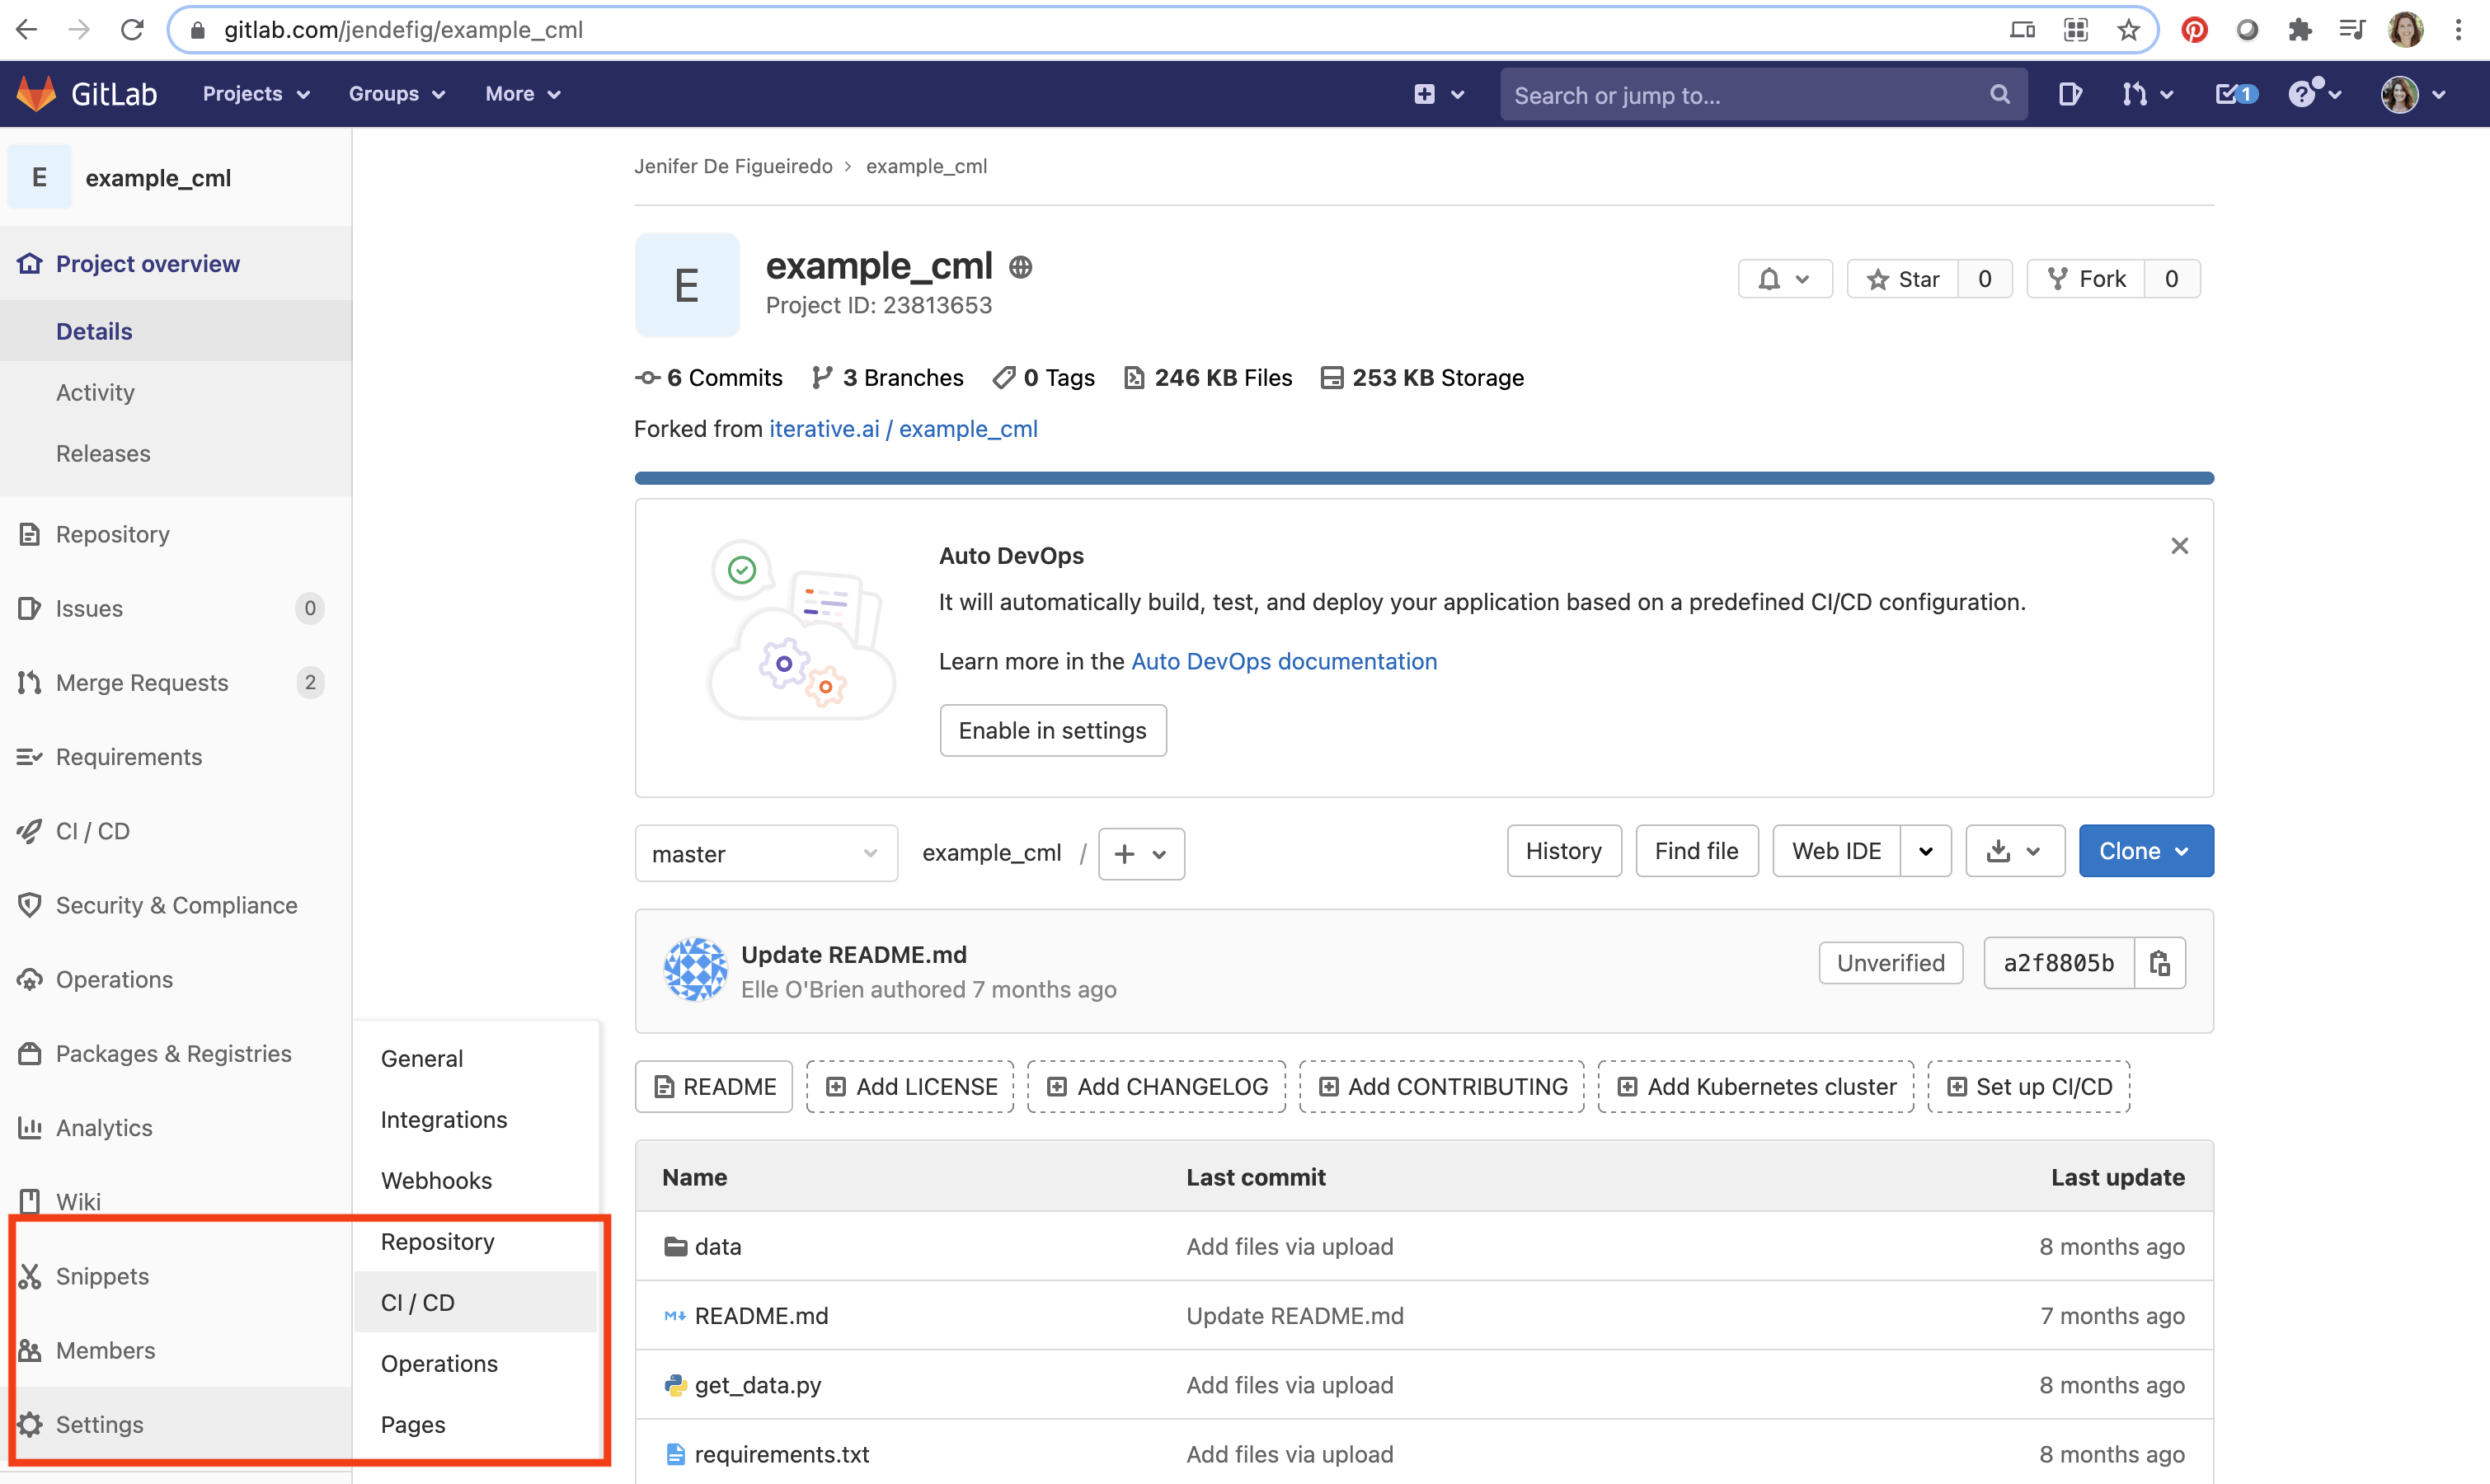 gitlab.com/jendefig/example_cml
GitLab Projects Groups More Search or jump to... 1
E example_cml
Project overview
Details
Activity
Releases
Repository
Issues 0
Merge Requests 2
Requirements
CI / CD
Security & Compliance
Operations
Packages & Registries
Analytics
Wiki
Snippets
Members
Settings
General
Integrations
Webhooks
Repository
CI / CD
Operations
Pages
Jenifer De Figueiredo › example_cml
E
example_cml
Project ID: 23813653
Star 0 Fork 0
6 Commits 3 Branches 0 Tags 246 KB Files 253 KB Storage
Forked from iterative.ai / example_cml
Auto DevOps
It will automatically build, test, and deploy your application based on a predefined CI/CD configuration.
Learn more in the Auto DevOps documentation
Enable in settings
master example_cml / + History Find file Web IDE Clone
Update README.md
Elle O'Brien authored 7 months ago
Unverified a2f8805b
README Add LICENSE Add CHANGELOG Add CONTRIBUTING Add Kubernetes cluster Set up CI/CD
Name Last commit Last update
data Add files via upload 8 months ago
README.md Update README.md 7 months ago
get_data.py Add files via upload 8 months ago
requirements.txt Add files via upload 8 months ago